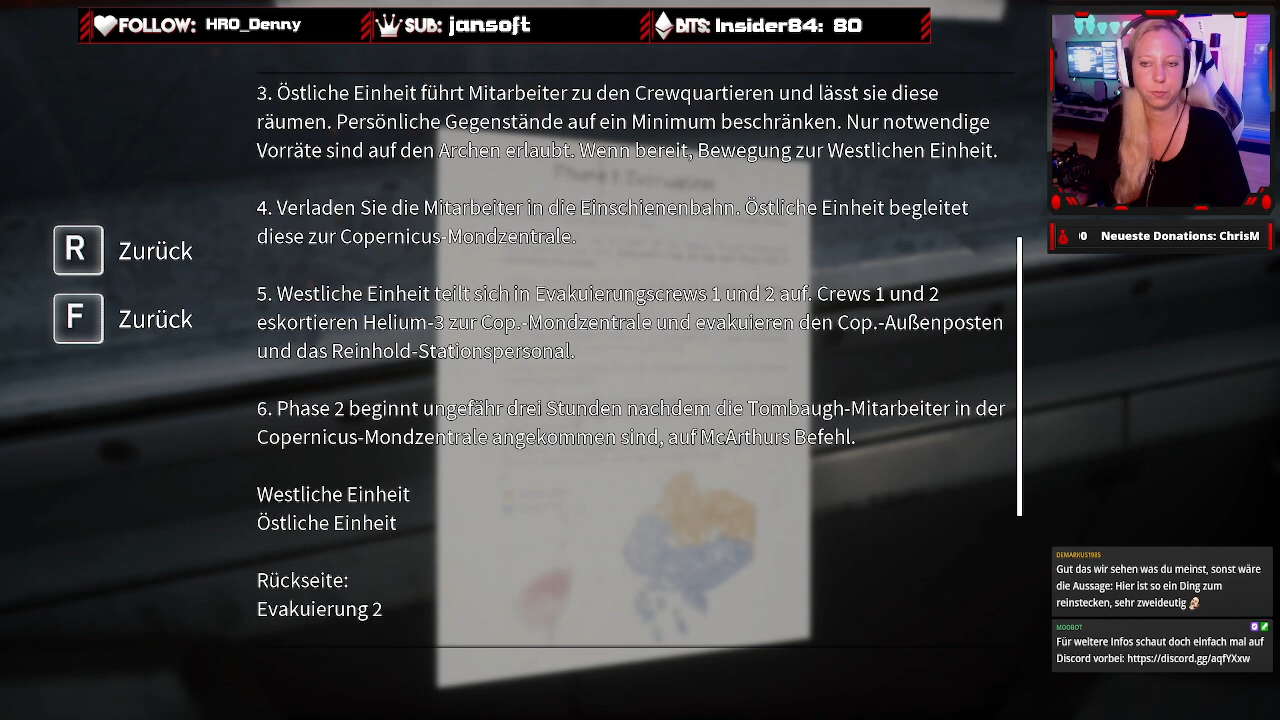 FOLLOW: HRO_Denny
SUB: jansoft
BITS: Insider84: 80
3. Östliche Einheit führt Mitarbeiter zu den Crewquartieren und lässt sie diese
räumen. Persönliche Gegenstände auf ein Minimum beschränken. Nur notwendige
Vorräte sind auf den Archen erlaubt. Wenn bereit, Bewegung zur Westlichen Einheit.
4. Verladen Sie die Mitarbeiter in die Einschienenbahn. Östliche Einheit begleitet
diese zur Copernicus-Mondzentrale.
5. Westliche Einheit teilt sich in Evakuierungscrews 1 und 2 auf. Crews 1 und 2
eskortieren Helium-3 zur Cop.-Mondzentrale und evakuieren den Cop.-Außenposten
und das Reinhold-Stationspersonal.
6. Phase 2 beginnt ungefähr drei Stunden nachdem die Tombaugh-Mitarbeiter in der
Copernicus-Mondzentrale angekommen sind, auf McArthurs Befehl.
Westliche Einheit
Östliche Einheit
Rückseite:
Evakuierung 2
R Zurück
F Zurück
0 Neueste Donations: ChrisM
DEMARKUS1985
Gut das wir sehen was du meinst, sonst wäre
die Aussage: Hier ist so ein Ding zum
reinstecken, sehr zweideutig
MOOBOT
Für weitere Infos schaut doch einfach mal auf
Discord vorbei: https://discord.gg/aqfYXxw